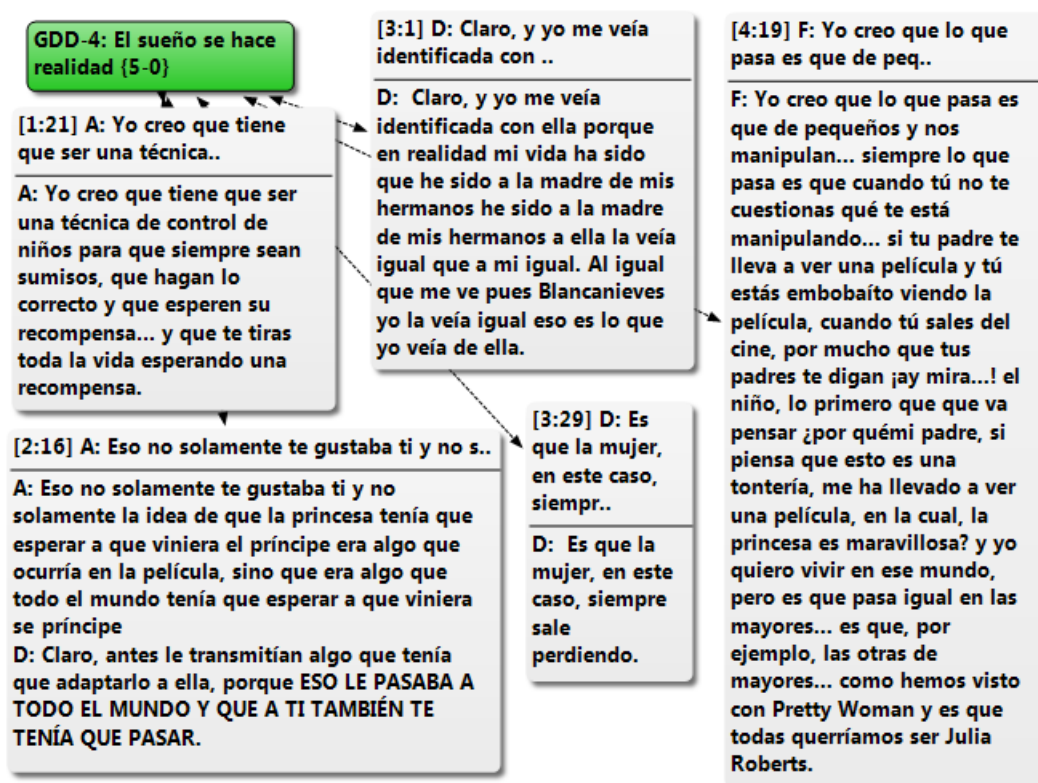 GDD-4: El sueño se hace
realidad {5-0}
[1:21] A: Yo creo que tiene
que ser una técnica..
A: Yo creo que tiene que ser
una técnica de control de
niños para que siempre sean
sumisos, que hagan lo
correcto y que esperen su
recompensa... y que te tiras
toda la vida esperando una
recompensa.
[2:16] A: Eso no solamente te gustaba ti y no s..
A: Eso no solamente te gustaba ti y no
solamente la idea de que la princesa tenía que
esperar a que viniera el príncipe era algo que
ocurría en la película, sino que era algo que
todo el mundo tenía que esperar a que viniera
se príncipe
D: Claro, antes le transmitían algo que tenía
que adaptarlo a ella, porque ESO LE PASABA A
TODO EL MUNDO Y QUE A TI TAMBIÉN TE
TENÍA QUE PASAR.
[3:1] D: Claro, y yo me veía
identificada con ..
D: Claro, y yo me veía
identificada con ella porque
en realidad mi vida ha sido
que he sido a la madre de mis
hermanos he sido a la madre
de mis hermanos a ella la veía
igual que a mi igual. Al igual
que me ve pues Blancanieves
yo la veía igual eso es lo que
yo veía de ella.
[3:29] D: Es
que la mujer,
en este caso,
siempr..
D: Es que la
mujer, en este
caso, siempre
sale
perdiendo.
[4:19] F: Yo creo que lo que
pasa es que de peq..
F: Yo creo que lo que pasa es
que de pequeños y nos
manipulan... siempre lo que
pasa es que cuando tú no te
cuestionas qué te está
manipulando... si tu padre te
lleva a ver una película y tú
estás embobaíto viendo la
película, cuando tú sales del
cine, por mucho que tus
padres te digan ¡ay mira...! el
niño, lo primero que que va
pensar ¿por quémi padre, si
piensa que esto es una
tontería, me ha llevado a ver
una película, en la cual, la
princesa es maravillosa? y yo
quiero vivir en ese mundo,
pero es que pasa igual en las
mayores... es que, por
ejemplo, las otras de
mayores... como hemos visto
con Pretty Woman y es que
todas querríamos ser Julia
Roberts.